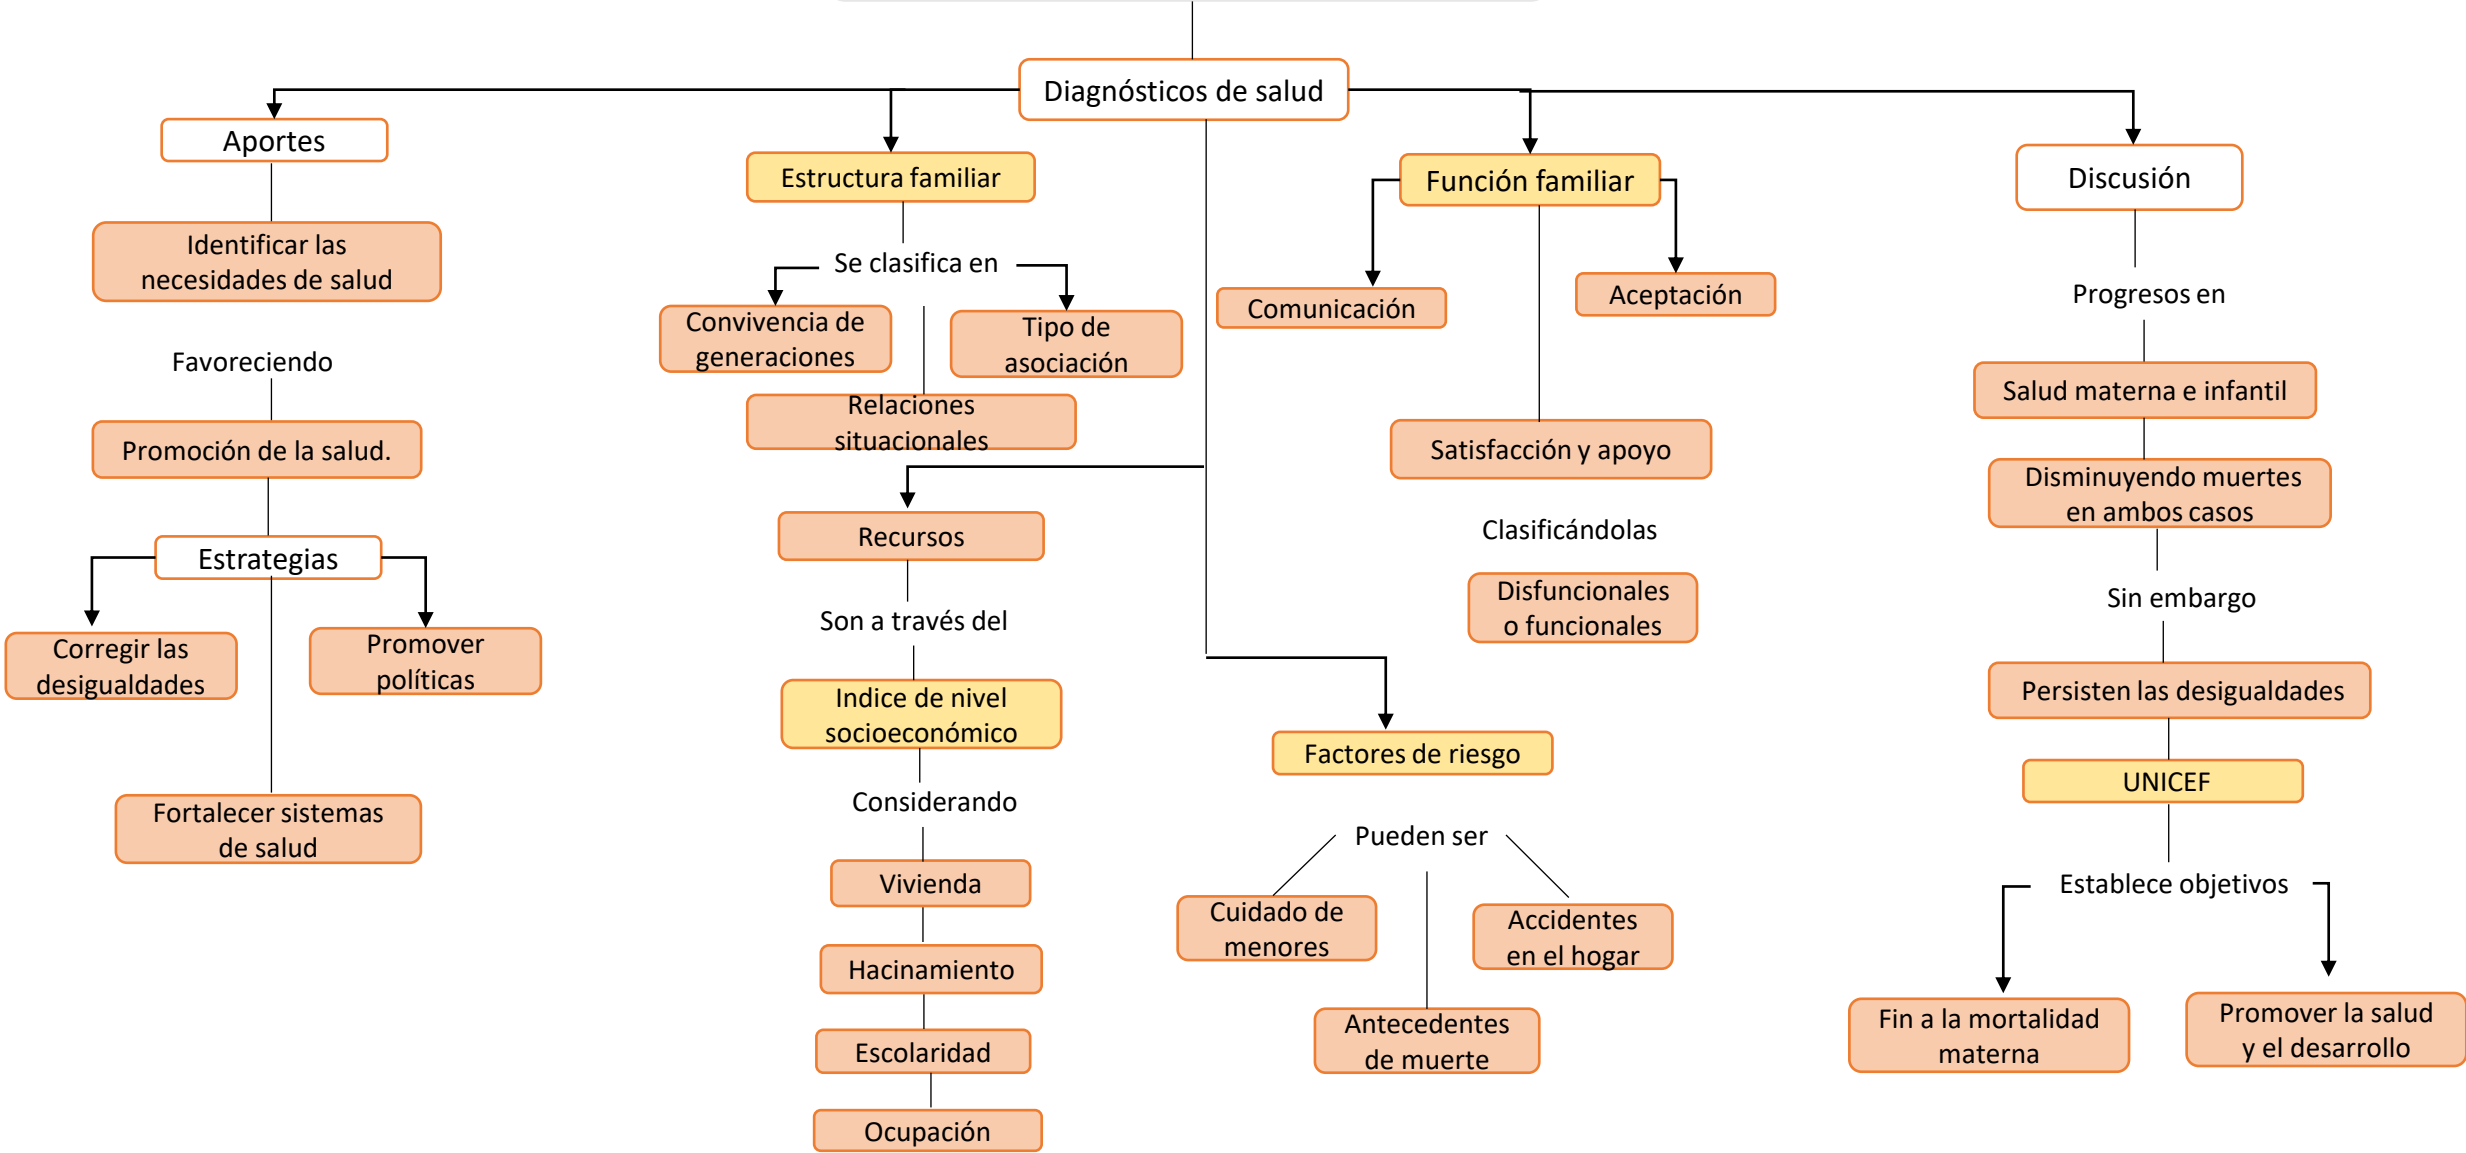 Diagnósticos de salud
Aportes
Identificar las
necesidades de salud
Favoreciendo
Promoción de la salud.
Estrategias
Corregir las
desigualdades
Promover
políticas
Fortalecer sistemas
de salud
Estructura familiar
Se clasifica en
Convivencia de
generaciones
Tipo de
asociación
Relaciones
situacionales
Recursos
Son a través del
Indice de nivel
socioeconómico
Considerando
Vivienda
Hacinamiento
Escolaridad
Ocupación
Función familiar
Comunicación
Aceptación
Satisfacción y apoyo
Clasificándolas
Disfuncionales
o funcionales
Factores de riesgo
Pueden ser
Cuidado de
menores
Accidentes
en el hogar
Antecedentes
de muerte
Discusión
Progresos en
Salud materna e infantil
Disminuyendo muertes
en ambos casos
Sin embargo
Persisten las desigualdades
UNICEF
Establece objetivos
Fin a la mortalidad
materna
Promover la salud
y el desarrollo